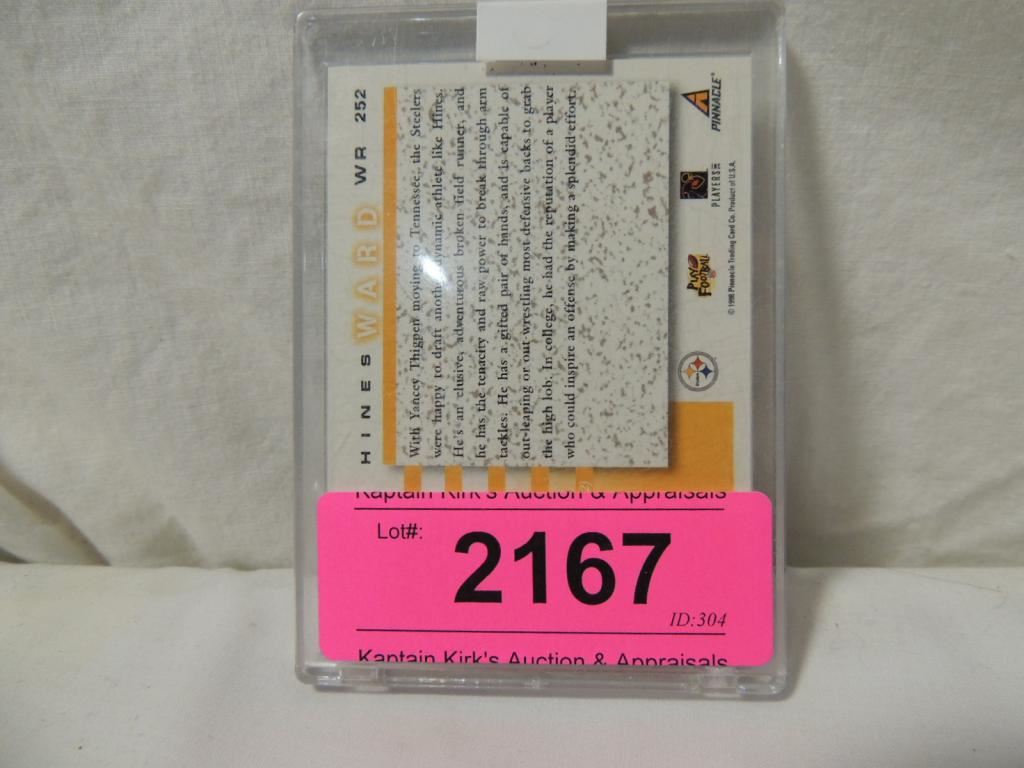 HINES WARD WR 252
With Yancey Thigpen moving to Tennessee, the Steelers
were happy to draft another dynamic athlete like Hines.
He's an elusive, adventurous broken field runner, and
he has the tenacity and raw power to break through arm
tackles. He has a gifted pair of hands, and is capable of
out-leaping or out-wrestling most defensive backs to grab
the high lob. In college, he had the reputation of a player
who could inspire an offense by making a splendid effort.
PLAY FOOTBALL
PLAYERS INC
PINNACLE
© 1998 Pinnacle Trading Card Co. Product of U.S.A.
Kaptain Kirk's Auction & Appraisals
Lot#:
2167
ID:304
Kaptain Kirk's Auction & Appraisals